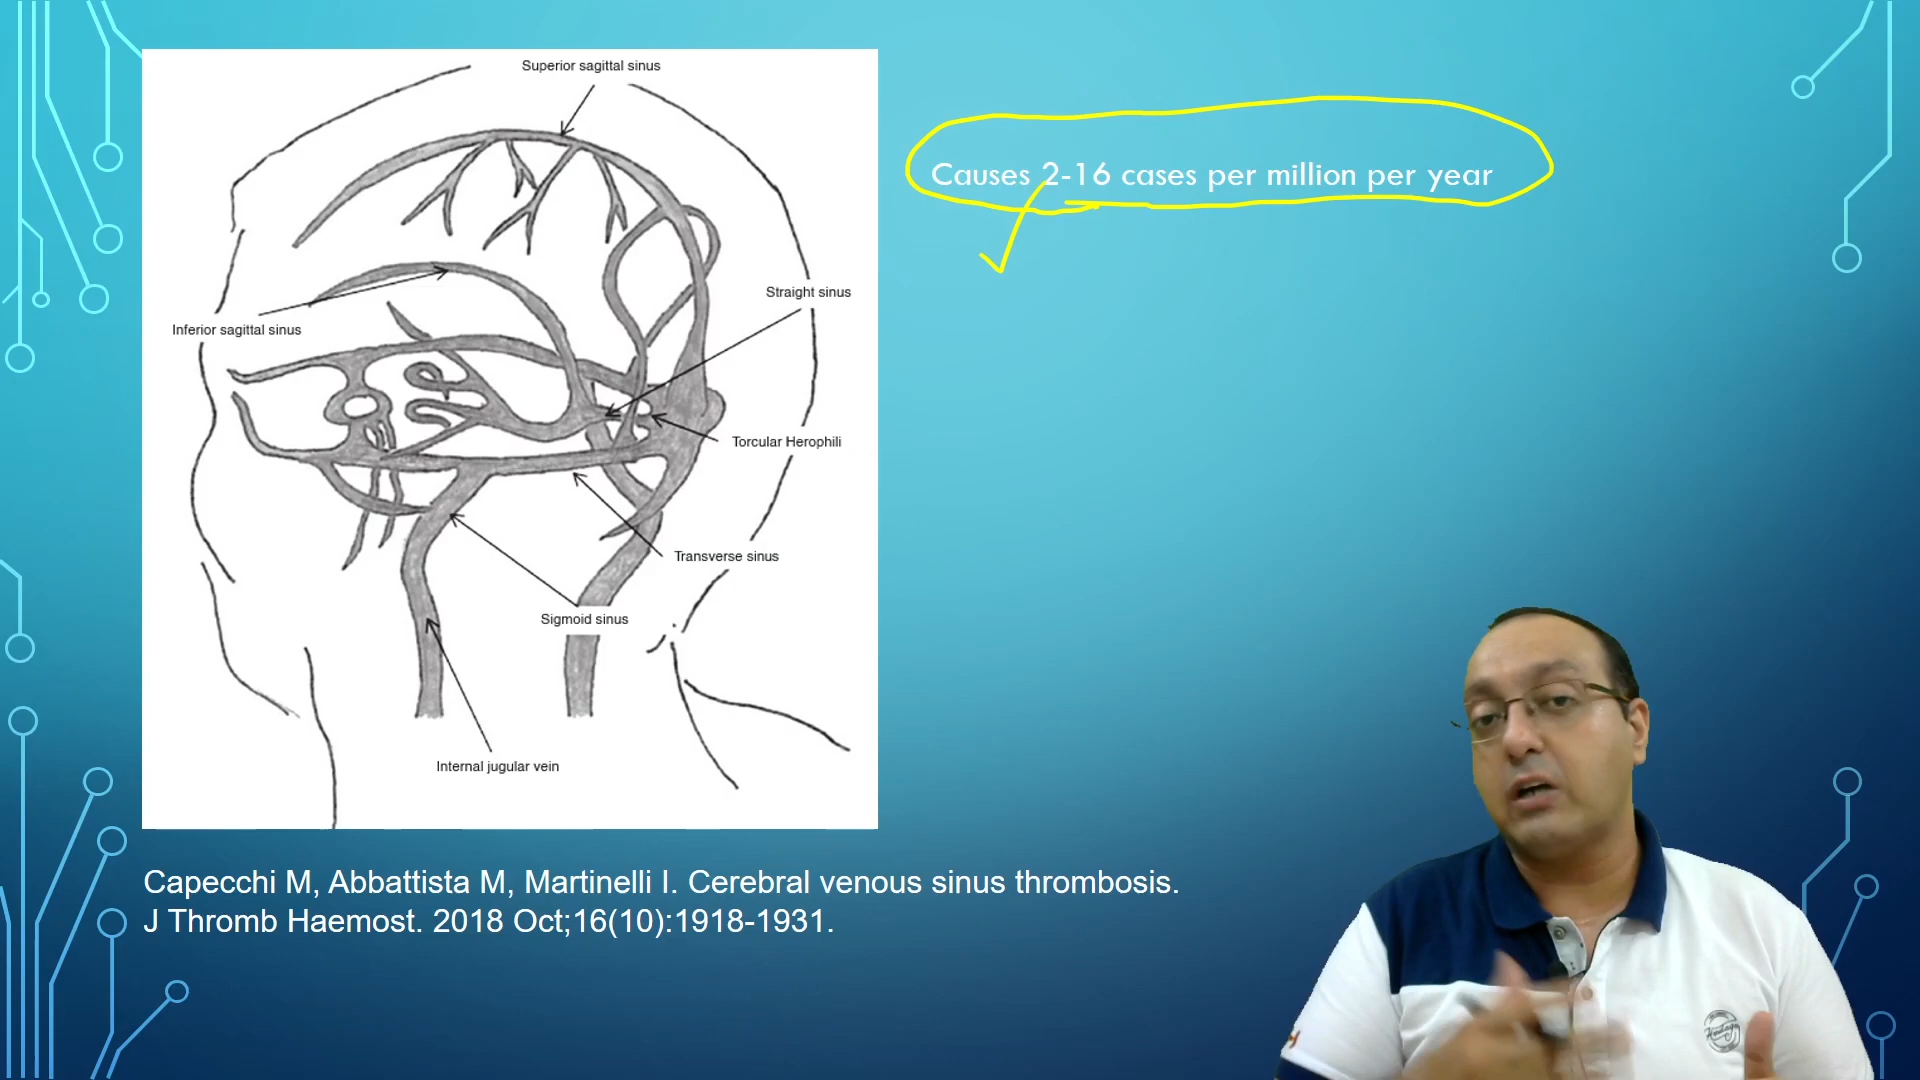 Superior sagittal sinus
Causes 2-16 cases per million per year
Straight sinus
Inferior sagittal sinus
Torcular Herophili
Transverse sinus
Sigmoid sinus
Internal jugular vein
Capecchi M, Abbattista M, Martinelli I. Cerebral venous sinus thrombosis.
J Thromb Haemost. 2018 Oct;16(10):1918-1931.